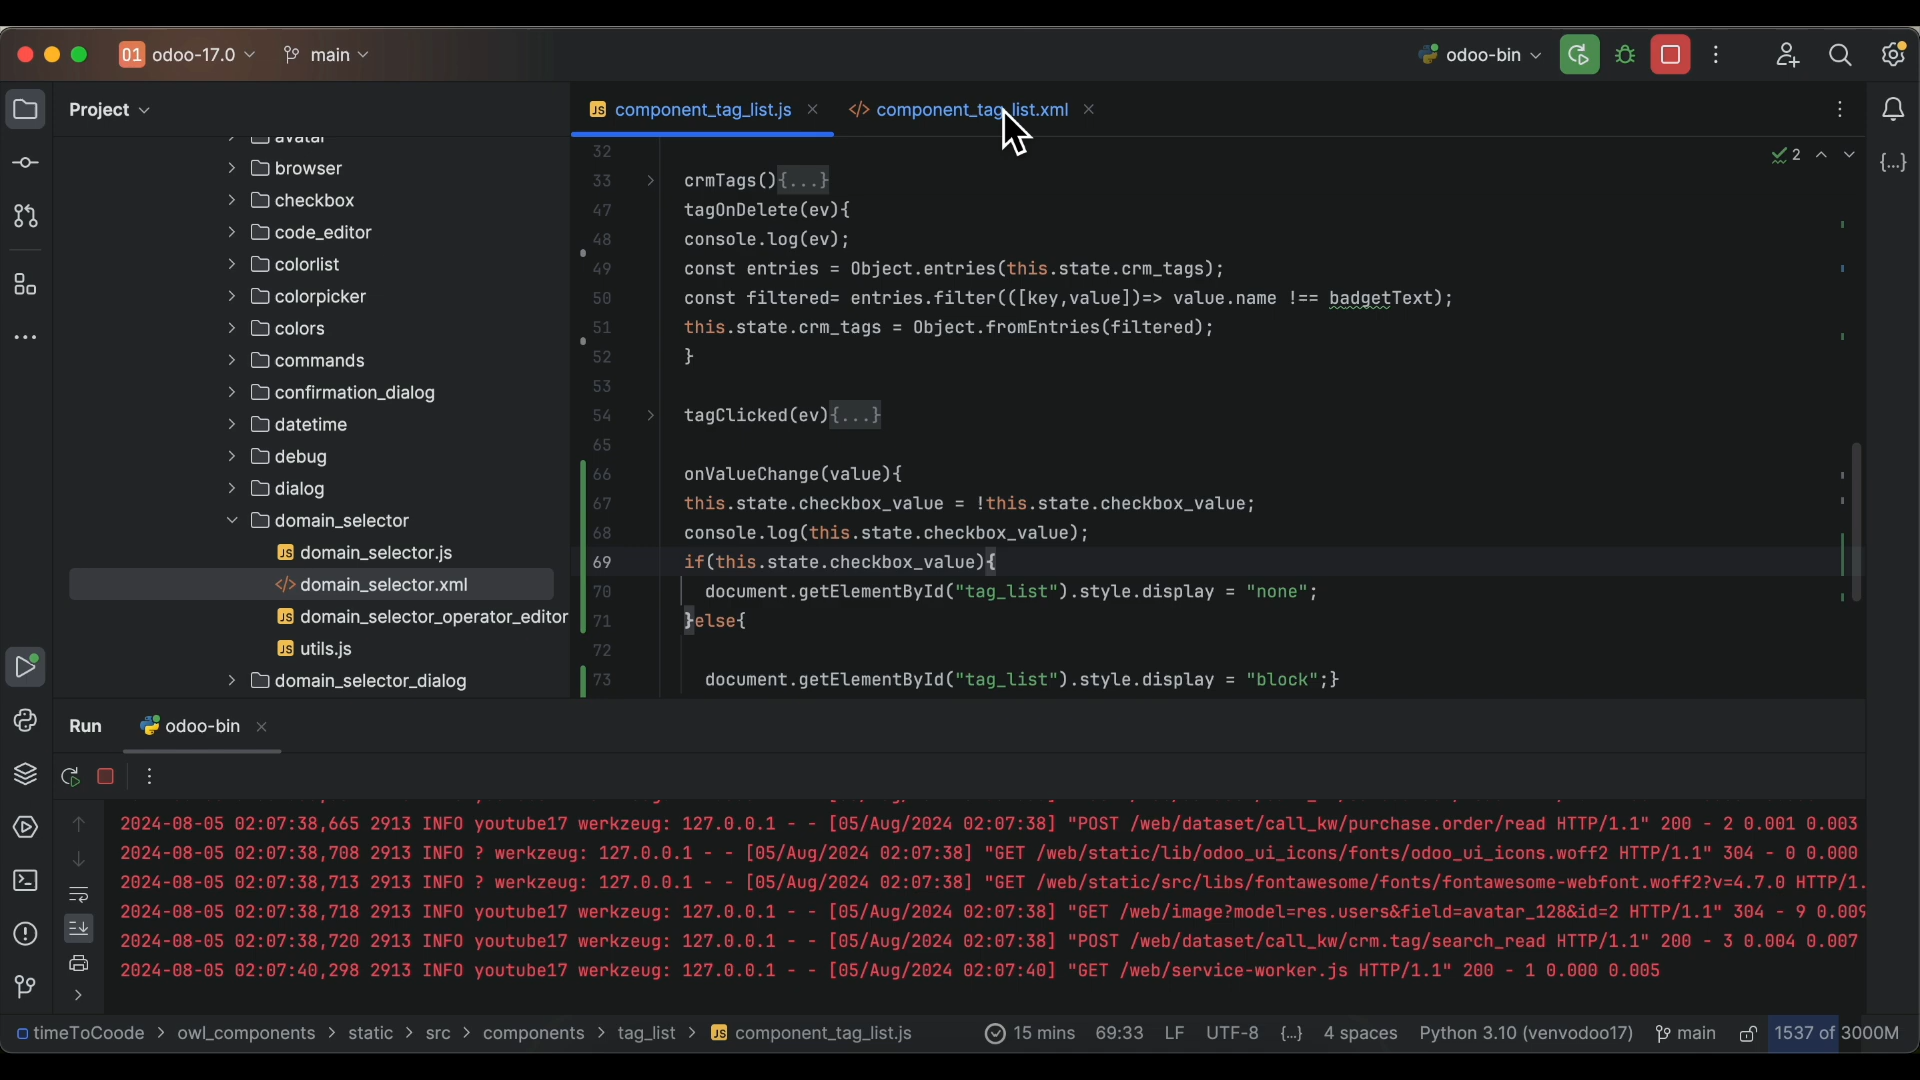 01 odoo-17.0 main odoo-bin
Project component_tag_list.js component_tag_list.xml
avatar
browser
checkbox
code_editor
colorlist
colorpicker
colors
commands
confirmation_dialog
datetime
debug
dialog
domain_selector
domain_selector.js
domain_selector.xml
domain_selector_operator_editor
utils.js
domain_selector_dialog
2
32
33 crmTags(){...}
47 tagOnDelete(ev){
48 console.log(ev);
49 const entries = Object.entries(this.state.crm_tags);
50 const filtered= entries.filter(([key,value])=> value.name !== badgetText);
51 this.state.crm_tags = Object.fromEntries(filtered);
52 }
53
54 tagClicked(ev){...}
65
66 onValueChange(value){
67 this.state.checkbox_value = !this.state.checkbox_value;
68 console.log(this.state.checkbox_value);
69 if(this.state.checkbox_value){
70 document.getElementById("tag_list").style.display = "none";
71 }else{
72
73 document.getElementById("tag_list").style.display = "block";}
Run odoo-bin
2024-08-05 02:07:38,665 2913 INFO youtube17 werkzeug: 127.0.0.1 - - [05/Aug/2024 02:07:38] "POST /web/dataset/call_kw/purchase.order/read HTTP/1.1" 200 - 2 0.001 0.003
2024-08-05 02:07:38,708 2913 INFO ? werkzeug: 127.0.0.1 - - [05/Aug/2024 02:07:38] "GET /web/static/lib/odoo_ui_icons/fonts/odoo_ui_icons.woff2 HTTP/1.1" 304 - 0 0.000
2024-08-05 02:07:38,713 2913 INFO ? werkzeug: 127.0.0.1 - - [05/Aug/2024 02:07:38] "GET /web/static/src/libs/fontawesome/fonts/fontawesome-webfont.woff2?v=4.7.0 HTTP/1.
2024-08-05 02:07:38,718 2913 INFO youtube17 werkzeug: 127.0.0.1 - - [05/Aug/2024 02:07:38] "GET /web/image?model=res.users&field=avatar_128&id=2 HTTP/1.1" 304 - 9 0.009
2024-08-05 02:07:38,720 2913 INFO youtube17 werkzeug: 127.0.0.1 - - [05/Aug/2024 02:07:38] "POST /web/dataset/call_kw/crm.tag/search_read HTTP/1.1" 200 - 3 0.004 0.007
2024-08-05 02:07:40,298 2913 INFO youtube17 werkzeug: 127.0.0.1 - - [05/Aug/2024 02:07:40] "GET /web/service-worker.js HTTP/1.1" 200 - 1 0.000 0.005
timeToCoode > owl_components > static > src > components > tag_list > component_tag_list.js 15 mins 69:33 LF UTF-8 {...} 4 spaces Python 3.10 (venvodoo17) main 1537 of 3000M